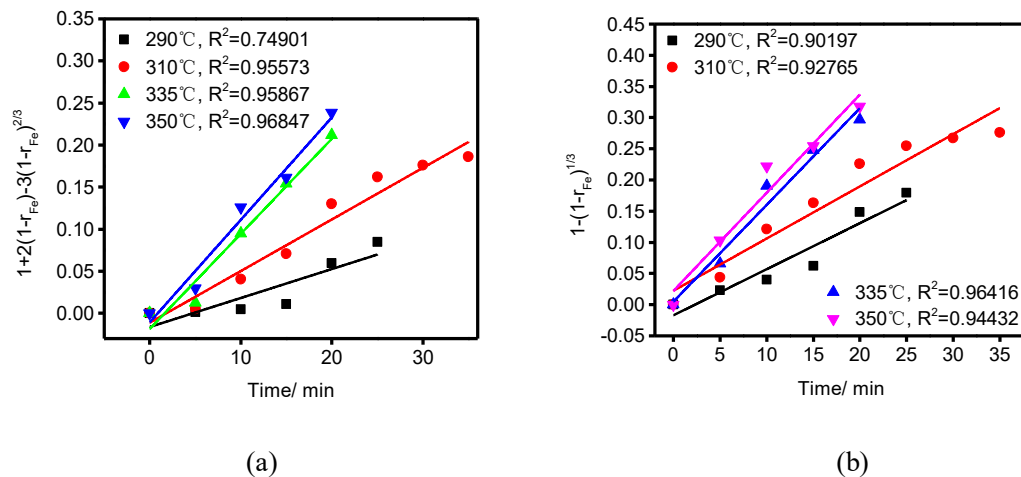 290℃, R²=0.74901
310℃, R²=0.95573
335℃, R²=0.95867
350℃, R²=0.96847
1+2(1-r_Fe)-3(1-r_Fe)^2/3
0.35
0.30
0.25
0.20
0.15
0.10
0.05
0.00
0
10
20
30
Time/ min
(a)
290℃, R²=0.90197
310℃, R²=0.92765
335℃, R²=0.96416
350℃, R²=0.94432
1-(1-r_Fe)^1/3
0.45
0.40
0.35
0.30
0.25
0.20
0.15
0.10
0.05
0.00
-0.05
0
5
10
15
20
25
30
35
Time/ min
(b)